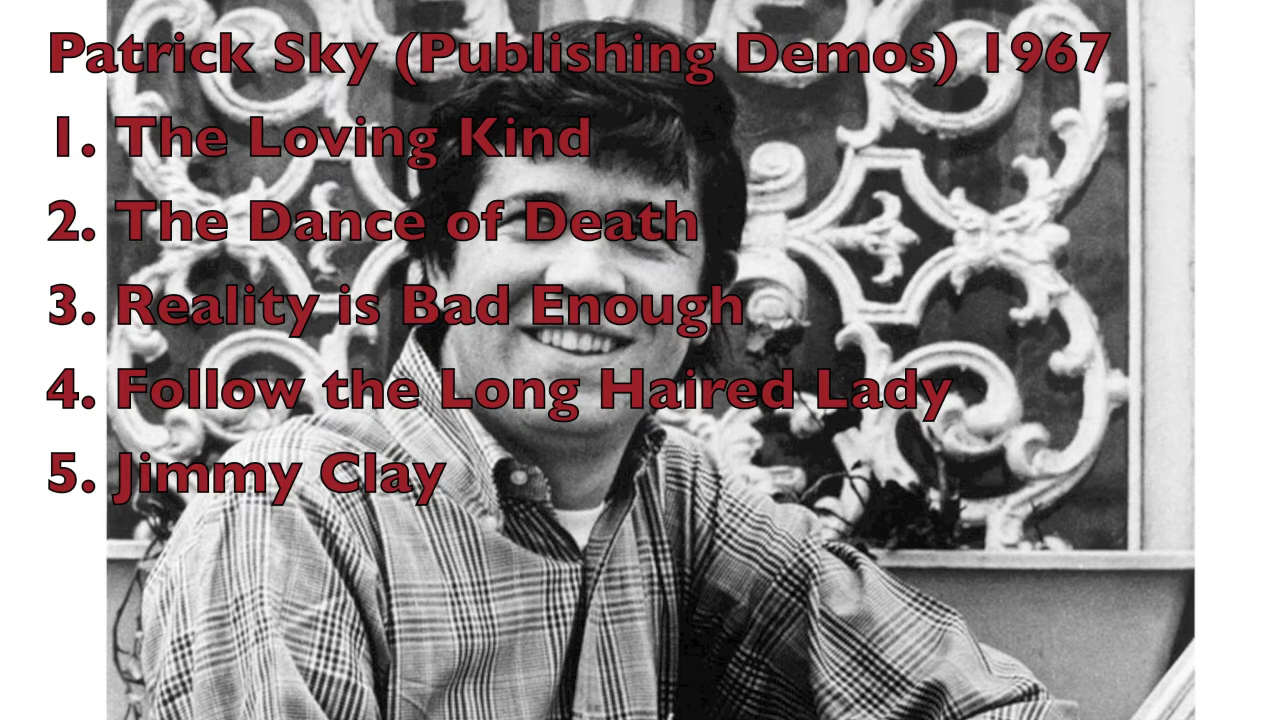 Patrick Sky (Publishing Demos) 1967
1. The Loving Kind
2. The Dance of Death
3. Reality is Bad Enough
4. Follow the Long Haired Lady
5. Jimmy Clay